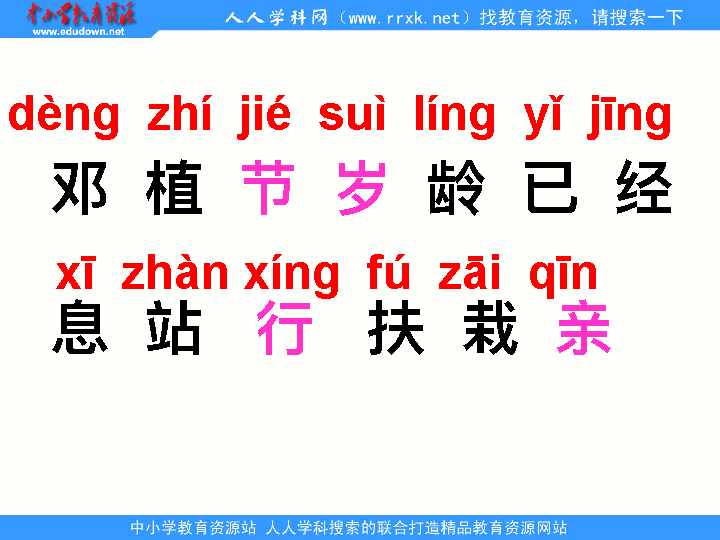 中小学教育资源
www.edudown.net
人人学科网（www.rrxk.net）找教育资源，请搜索一下
dèng zhí jié suì líng yǐ jīng
邓 植 节 岁 龄 已 经
xī zhàn xíng fú zāi qīn
息 站 行 扶 栽 亲
中小学教育资源站 人人学科搜索的联合打造精品教育资源网站